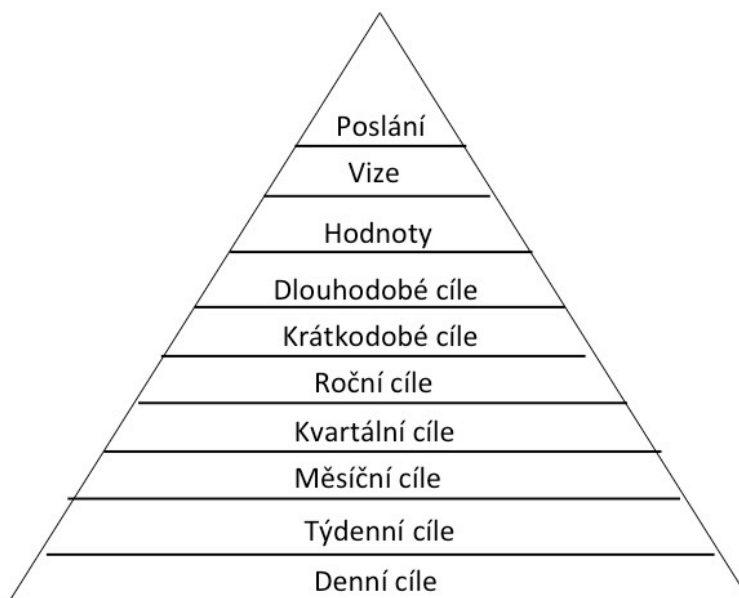 Poslání
Vize
Hodnoty
Dlouhodobé cíle
Krátkodobé cíle
Roční cíle
Kvartální cíle
Měsíční cíle
Týdenní cíle
Denní cíle